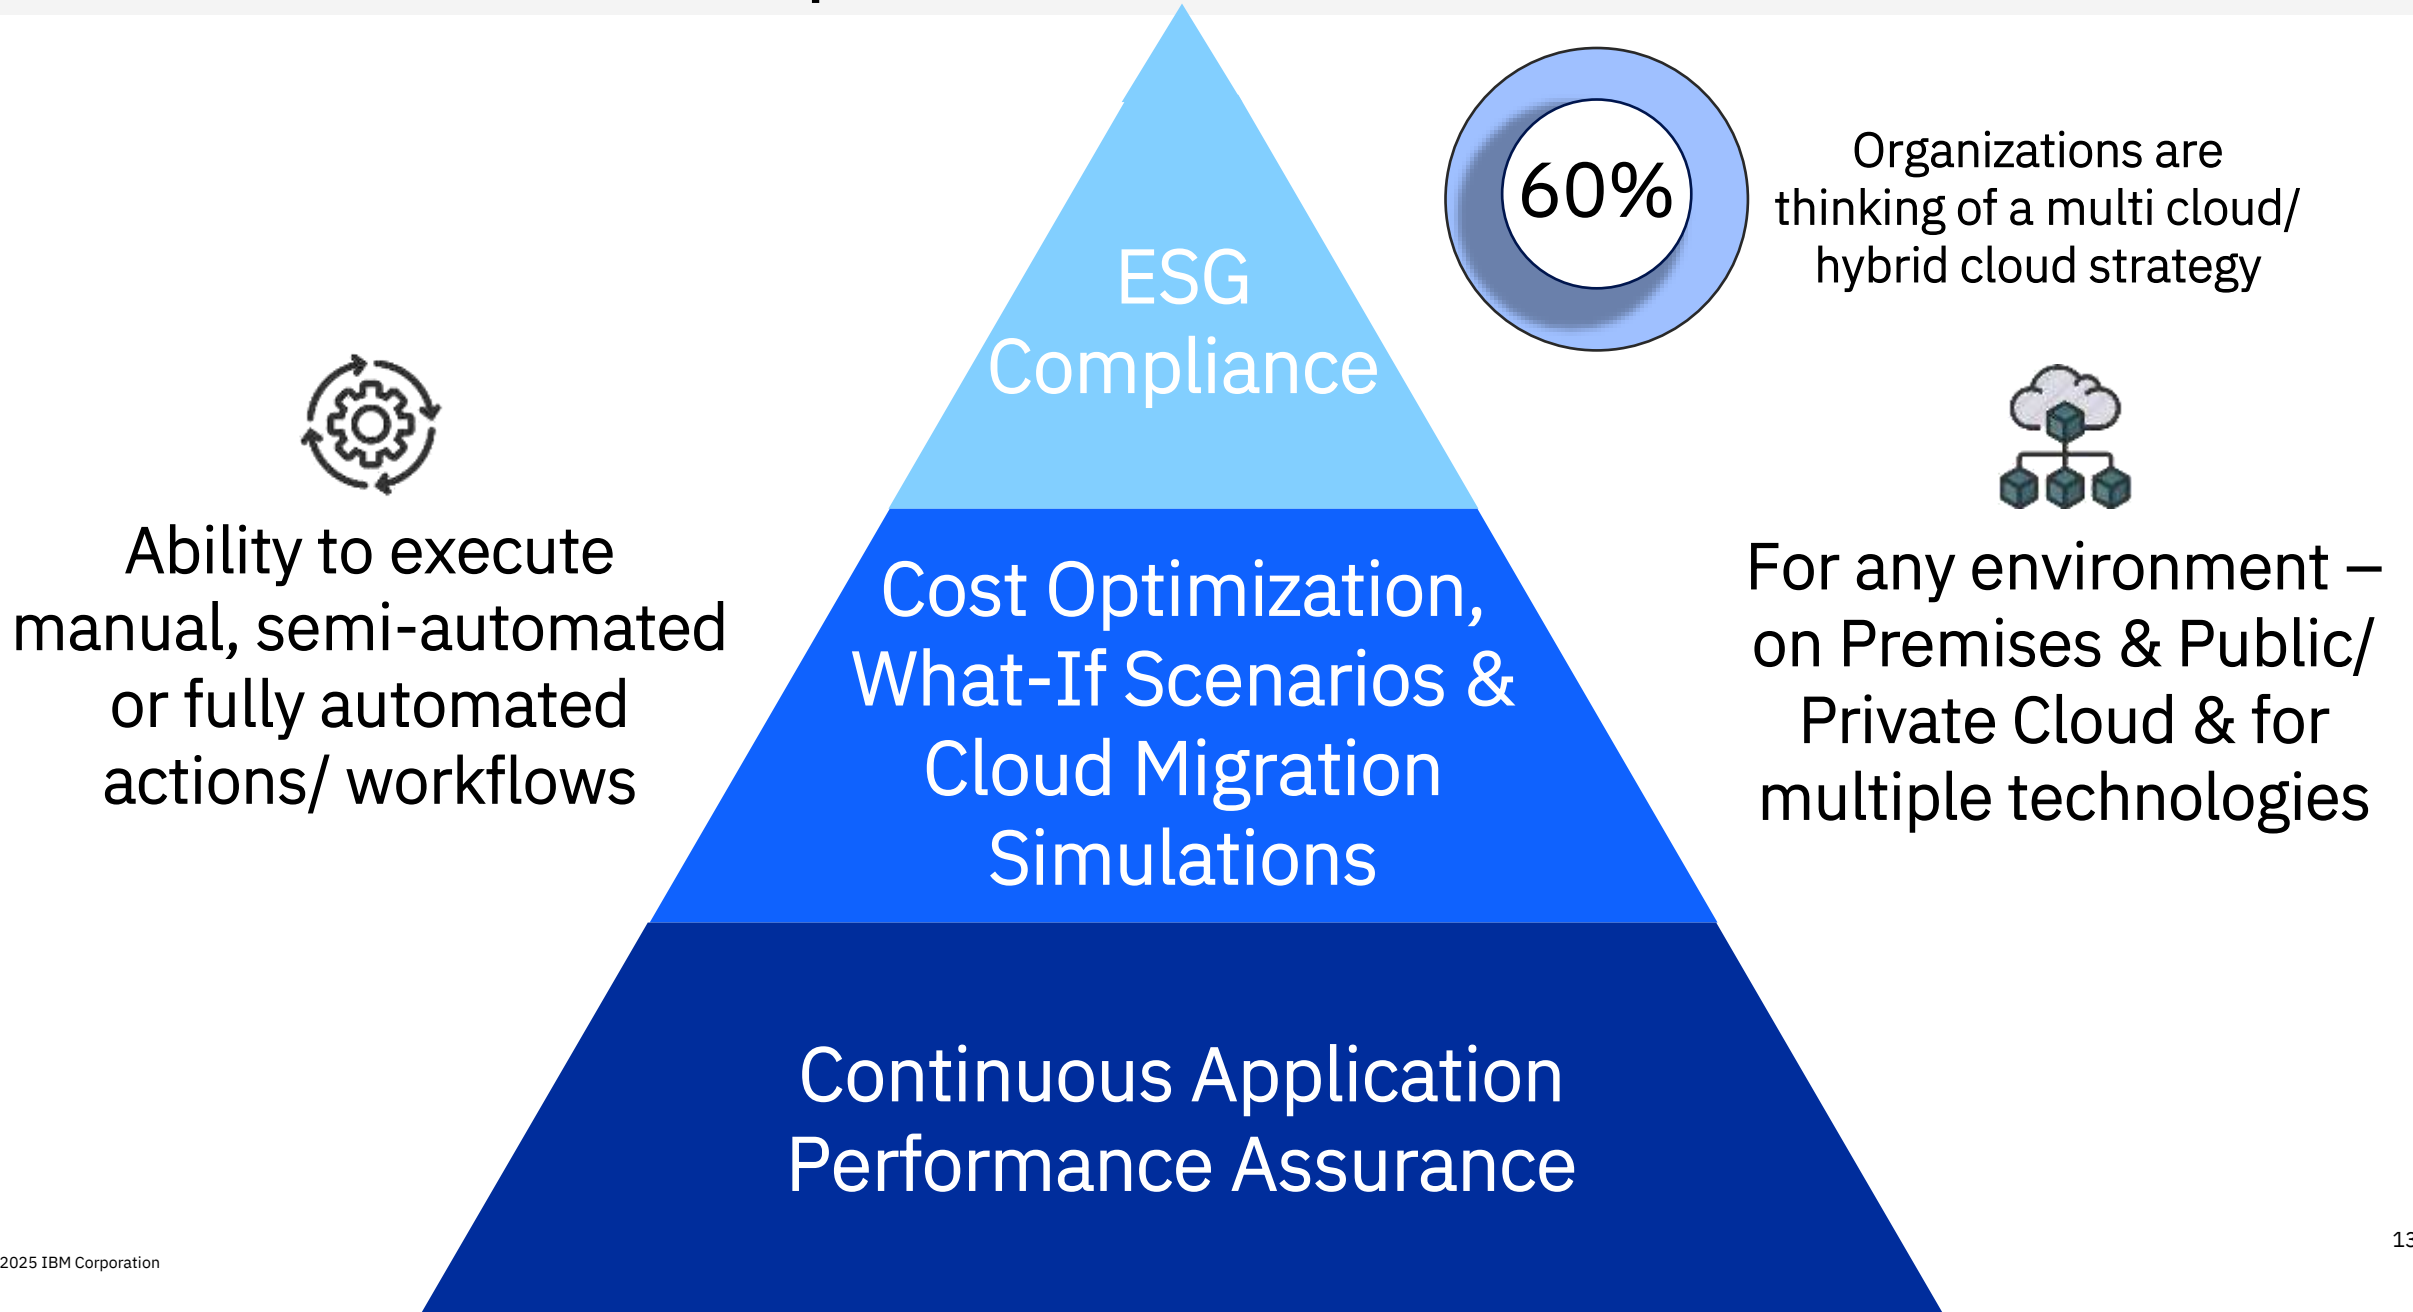 60%
Organizations are
thinking of a multi cloud/
hybrid cloud strategy
ESG
Compliance
Ability to execute
manual, semi-automated
or fully automated
actions/ workflows
Cost Optimization,
What-If Scenarios &
Cloud Migration
Simulations
For any environment –
on Premises & Public/
Private Cloud & for
multiple technologies
Continuous Application
Performance Assurance
2025 IBM Corporation
13